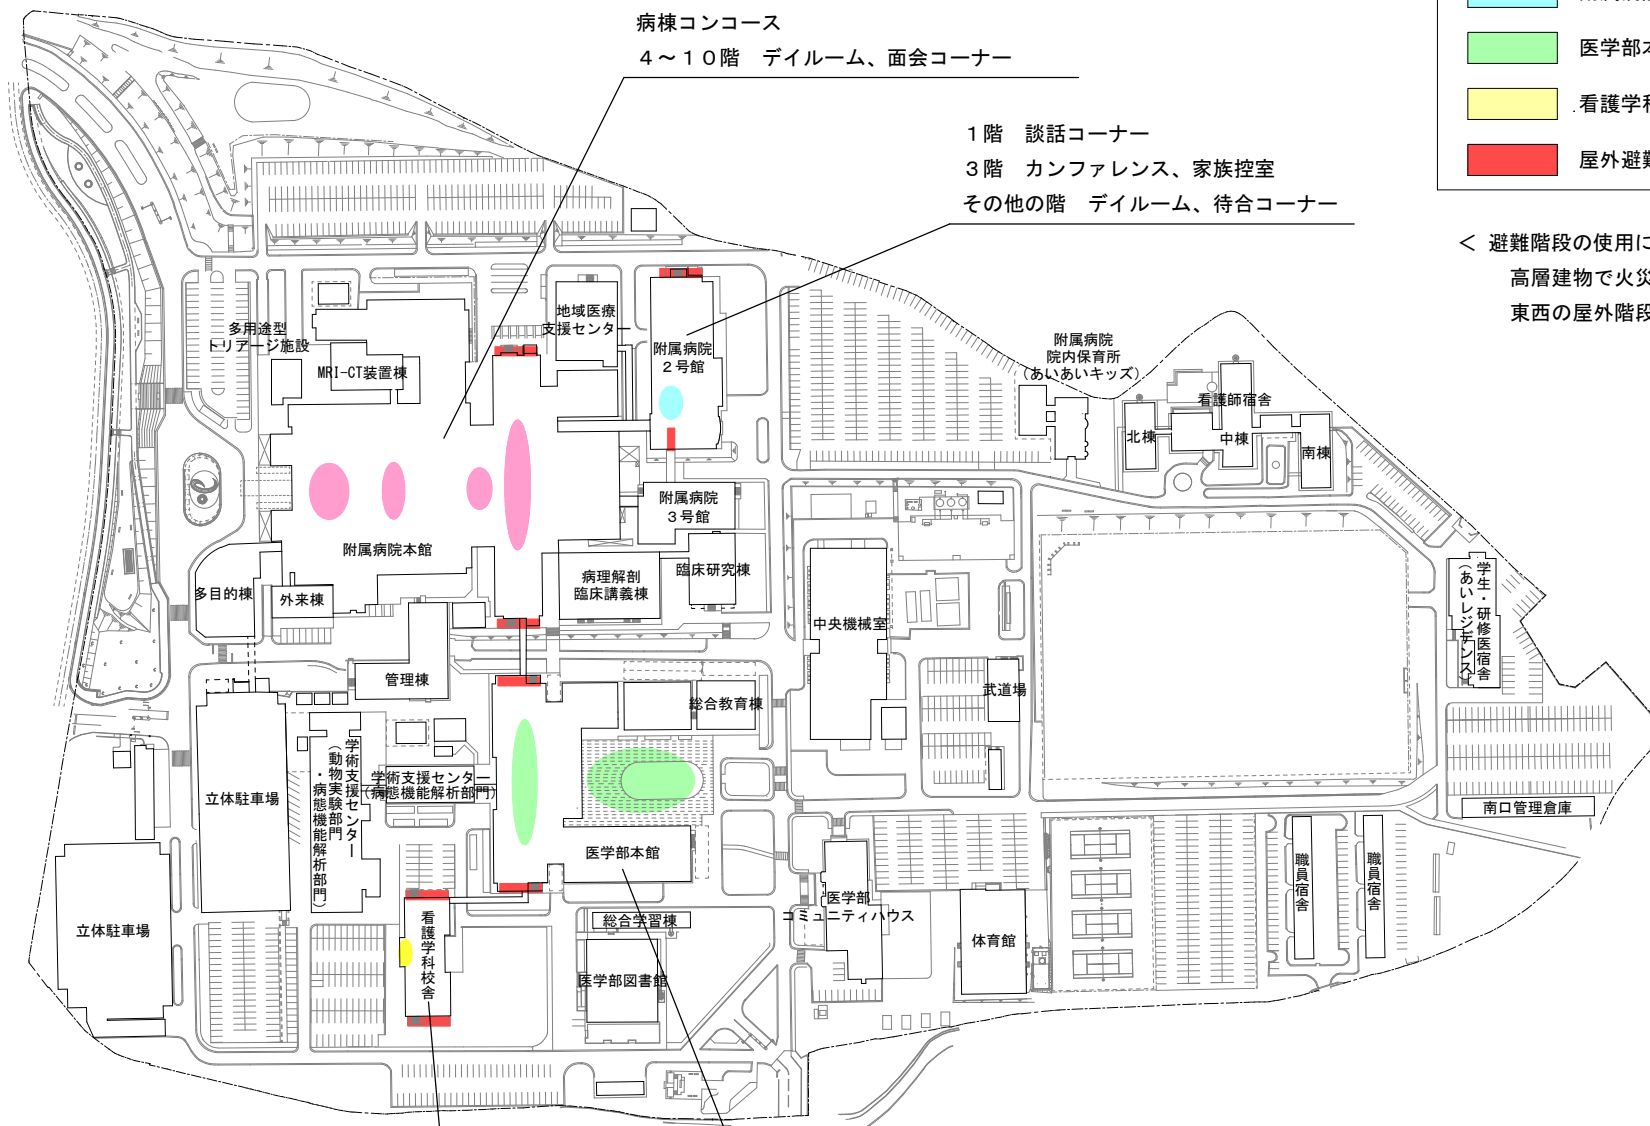 病棟コンコース
4～10階　デイルーム、面会コーナー
1階　談話コーナー
3階　カンファレンス、家族控室
その他の階　デイルーム、待合コーナー
医学部本
看護学科
屋外避難
＜ 避難階段の使用に
高層建物で火災
東西の屋外階段
多用途型
トリアージ施設
MRI-CT装置棟
地域医療
支援センター
附属病院
2号館
附属病院
院内保育所
（あいあいキッズ）
看護師宿舎
北棟
中棟
南棟
附属病院
3号館
附属病院本館
多目的棟
外来棟
病理解剖
臨床講義棟
臨床研究棟
中央機械室
学生・研修医宿舎
（あいレジデンス）
管理棟
総合教育棟
武道場
立体駐車場
学術支援センター
（動物実験部門
・病態機能解析部門）
学術支援センター
（病態機能解析部門）
南口管理倉庫
医学部本館
職員宿舎
職員宿舎
立体駐車場
看護学科校舎
総合学習棟
医学部図書館
医学部
コミュニティハウス
体育館